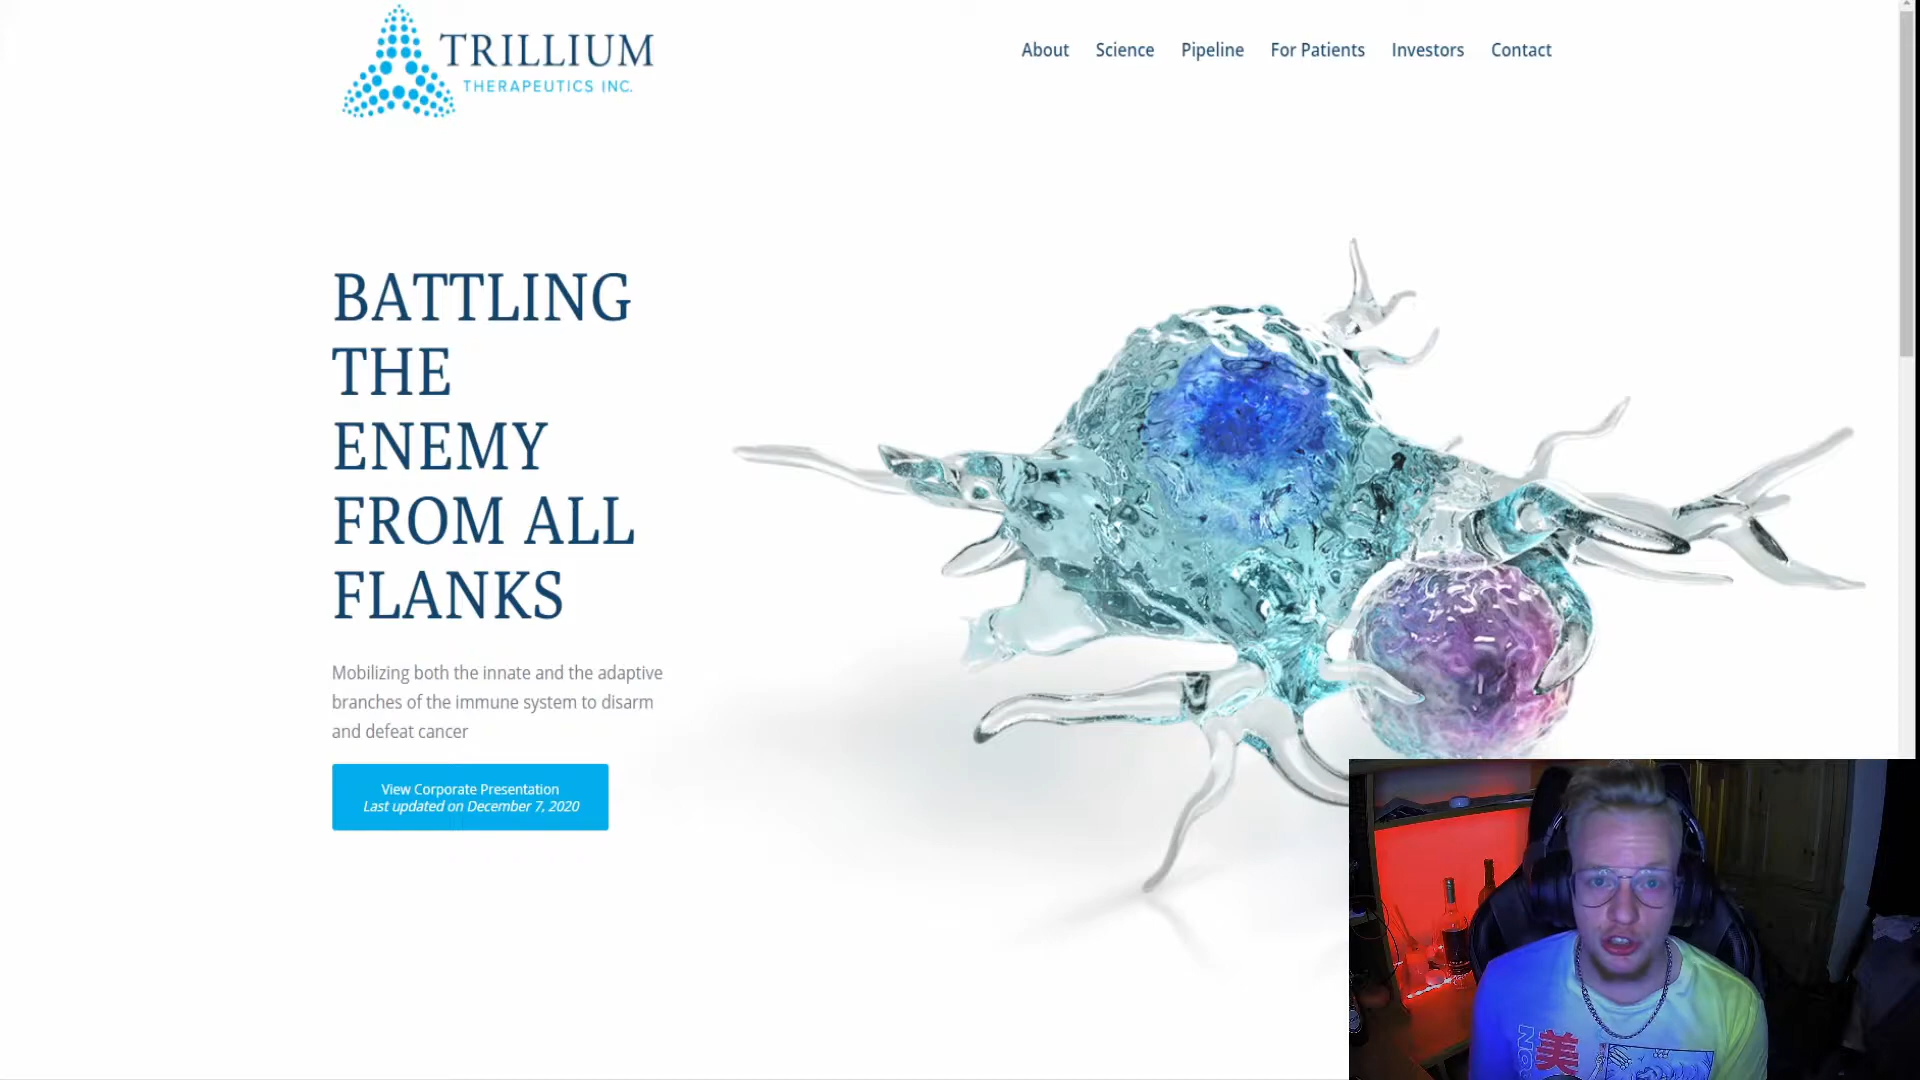 TRILLIUM
THERAPEUTICS INC.
About Science Pipeline For Patients Investors Contact
BATTLING
THE
ENEMY
FROM ALL
FLANKS
Mobilizing both the innate and the adaptive
branches of the immune system to disarm
and defeat cancer
View Corporate Presentation
Last updated on December 7, 2020
美